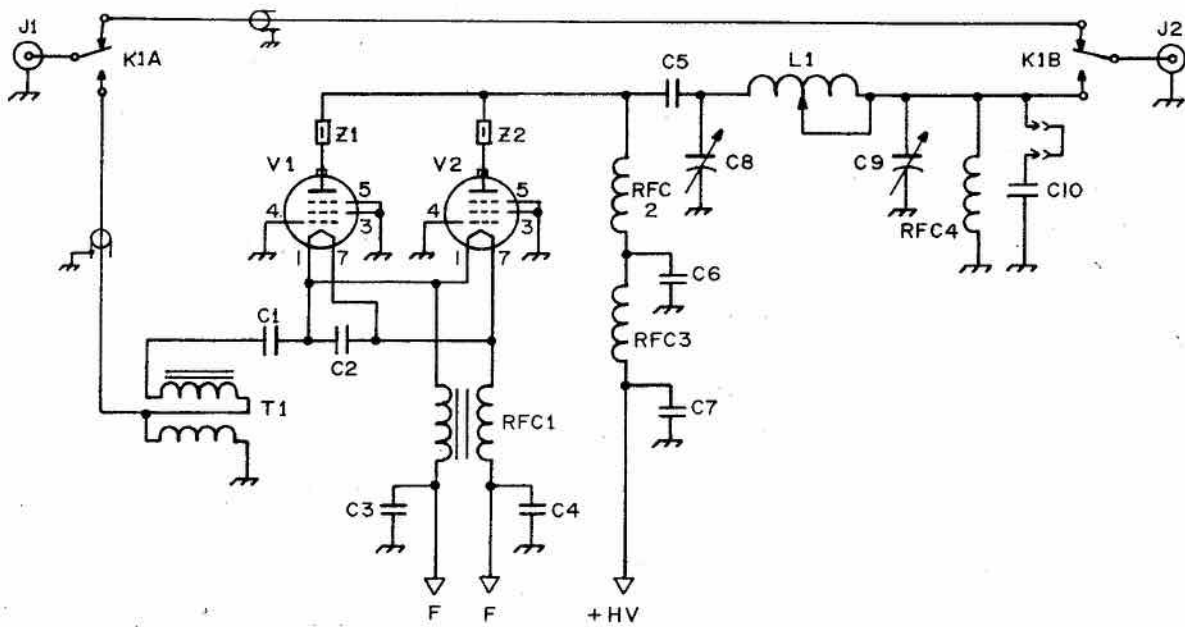 J1
K1A
K1B
J2
C5
L1
Z1
Z2
V1
V2
5
4
3
1
7
5
4
3
1
7
RFC
2
C8
C9
C10
RFC4
C6
C1
C2
RFC3
T1
RFC1
C7
C3
C4
F
F
+HV